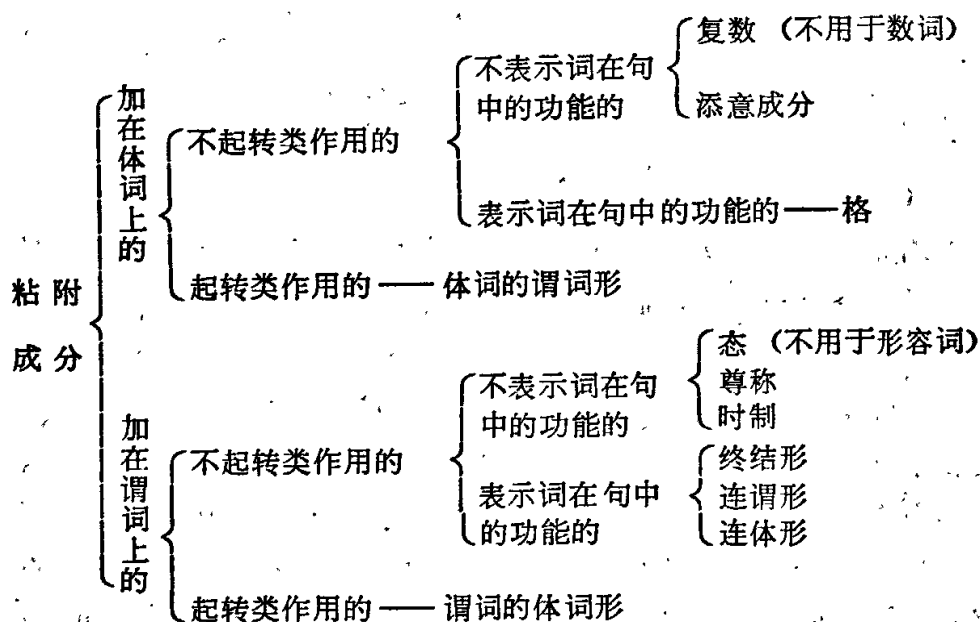 粘附成分
加在体词上的
不起转类作用的
不表示词在句
中的功能的
复数（不用于数词）
添意成分
表示词在句中的功能的——格
起转类作用的——体词的谓词形
加在谓词上的
不起转类作用的
不表示词在句
中的功能的
态（不用于形容词）
尊称
时制
表示词在句中
的功能的
终结形
连谓形
连体形
起转类作用的——谓词的体词形